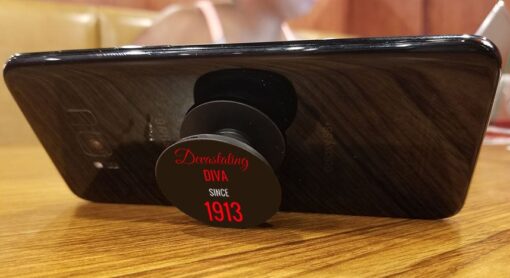 Devastating
DIVA
SINCE
1913